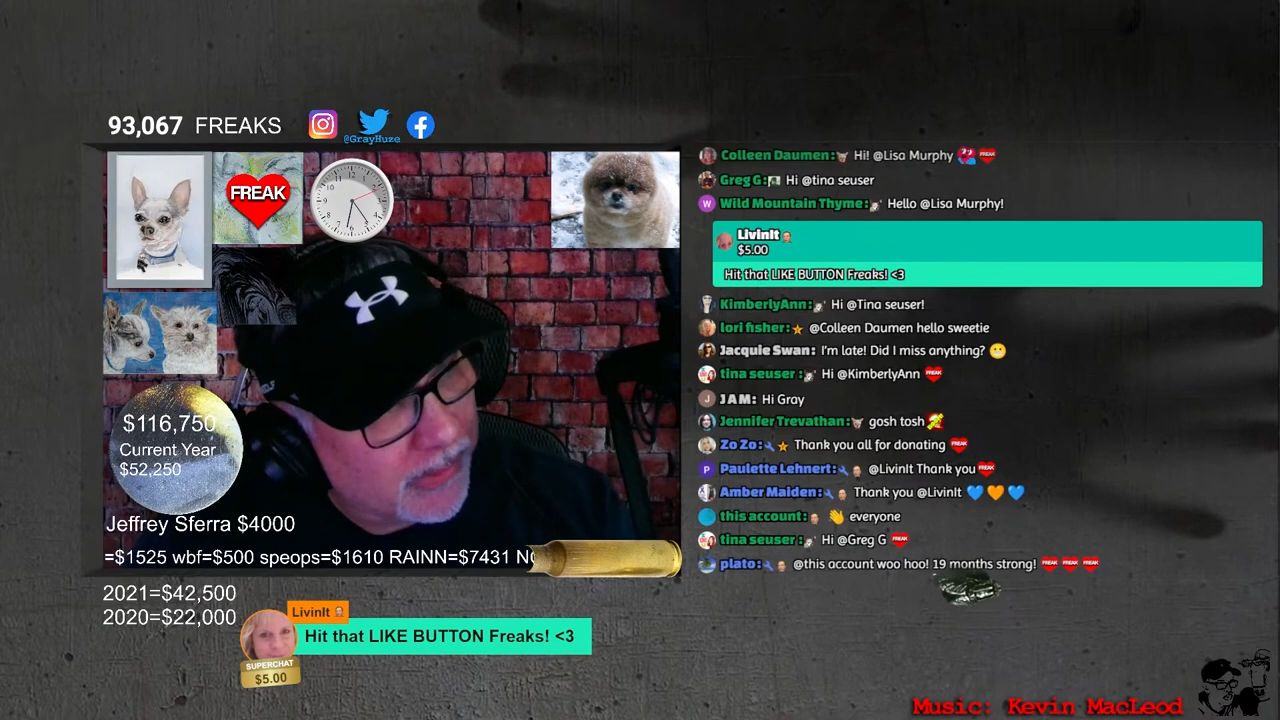 93,067 FREAKS
@GrayHuze
FREAK
$116,750
Current Year
$52,250
Jeffrey Sferra $4000
=$1525 wbf=$500 speops=$1610 RAINN=$7431
2021=$42,500
2020=$22,000
LivinIt
Hit that LIKE BUTTON Freaks! <3
SUPERCHAT
$5.00
Colleen Daumen: Hi! @Lisa Murphy
Greg G: Hi @tina seuser
Wild Mountain Thyme: Hello @Lisa Murphy!
LivinIt
$5.00
Hit that LIKE BUTTON Freaks! <3
KimberlyAnn: Hi @Tina seuser!
lori fisher: @Colleen Daumen hello sweetie
Jacquie Swan: I'm late! Did I miss anything? 😬
tina seuser: Hi @KimberlyAnn
J A M: Hi Gray
Jennifer Trevathan: gosh tosh
Zo Zo: Thank you all for donating
Paulette Lehnert: @LivinIt Thank you
Amber Maiden: Thank you @LivinIt 💙 🧡 💙
this account: 👋 everyone
tina seuser: Hi @Greg G
plato: @this account woo hoo! 19 months strong!
Music: Kevin MacLeod